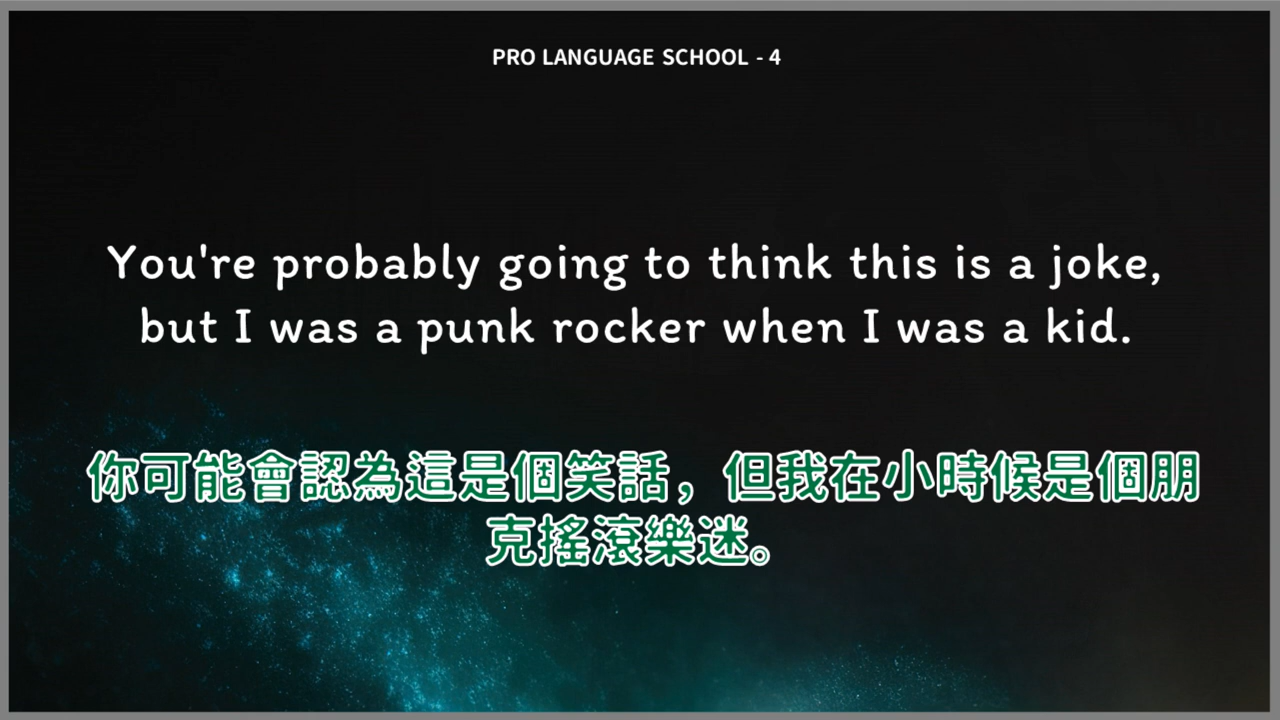 PRO LANGUAGE SCHOOL - 4
You're probably going to think this is a joke,
but I was a punk rocker when I was a kid.
你可能會認為這是個笑話，但我在小時候是個朋
克搖滾樂迷。